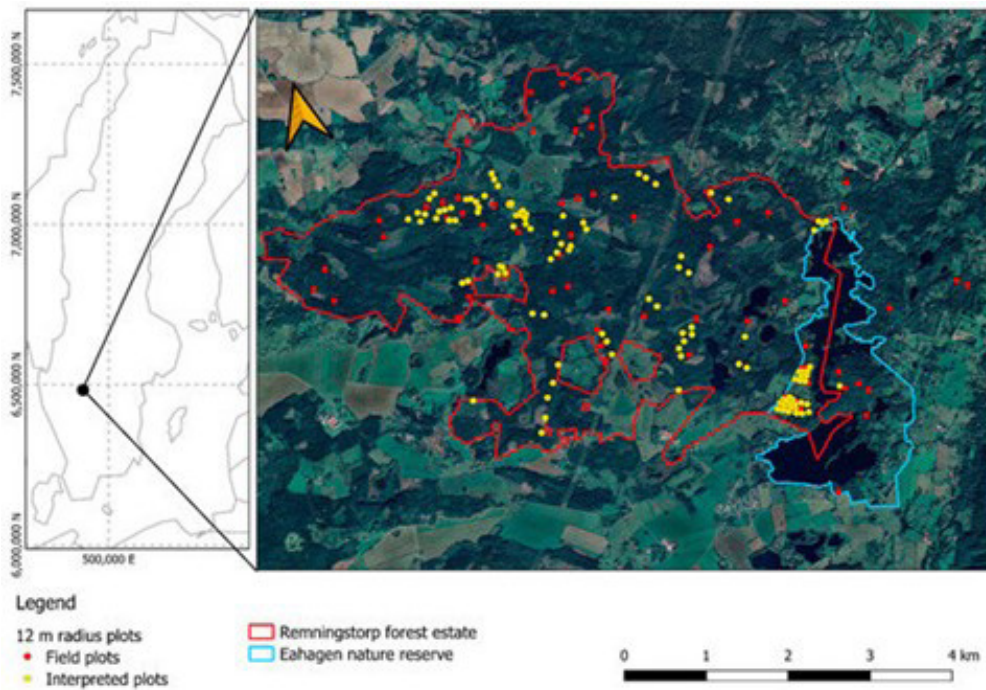 7,500,000 N
7,000,000 N
6,500,000 N
6,000,000 N
500,000 E
Legend
12 m radius plots
Field plots
Interpreted plots
Remningstorp forest estate
Eahagen nature reserve
0 1 2 3 4 km